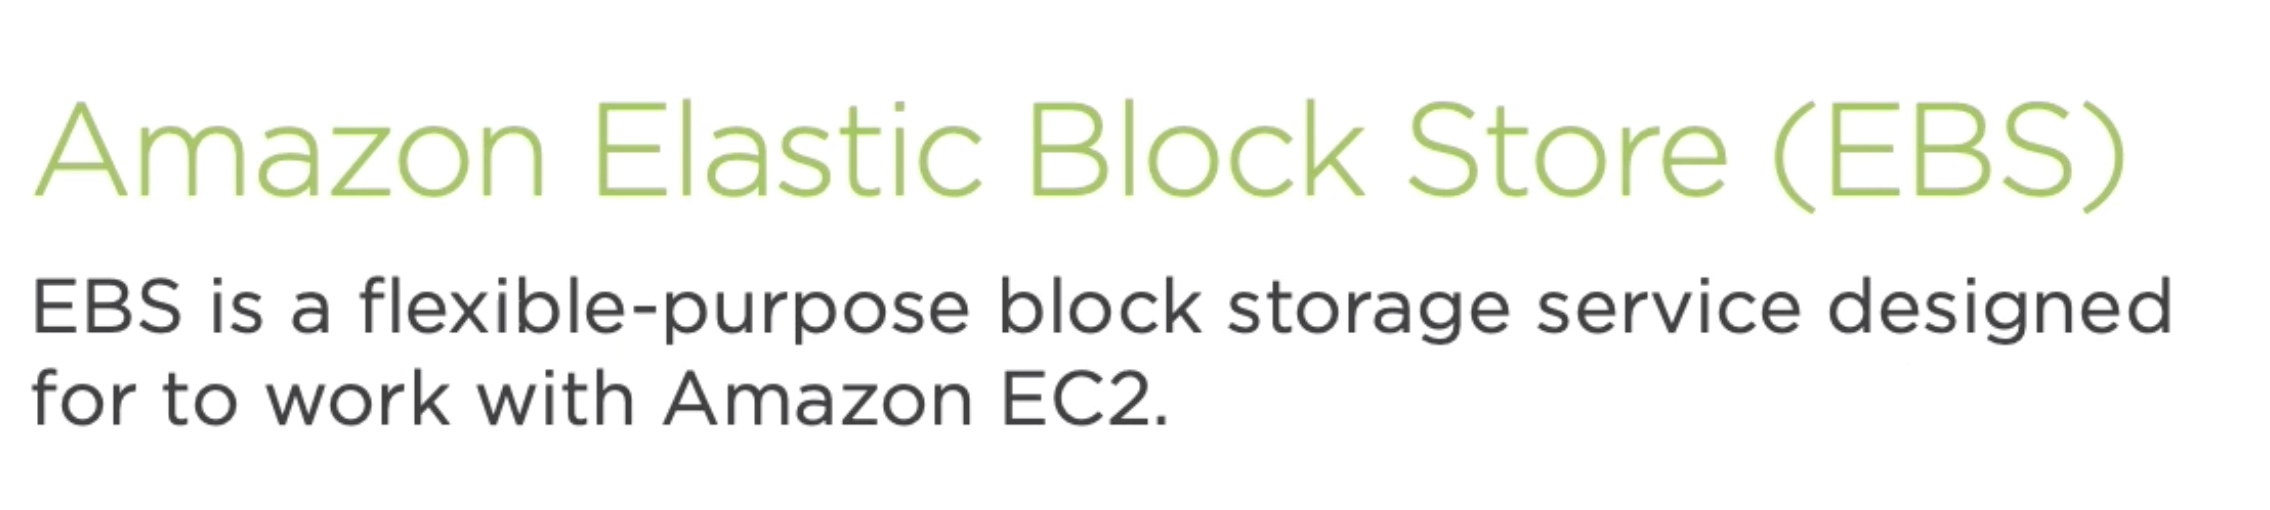 Amazon Elastic Block Store (EBS)
EBS is a flexible-purpose block storage service designed
for to work with Amazon EC2.